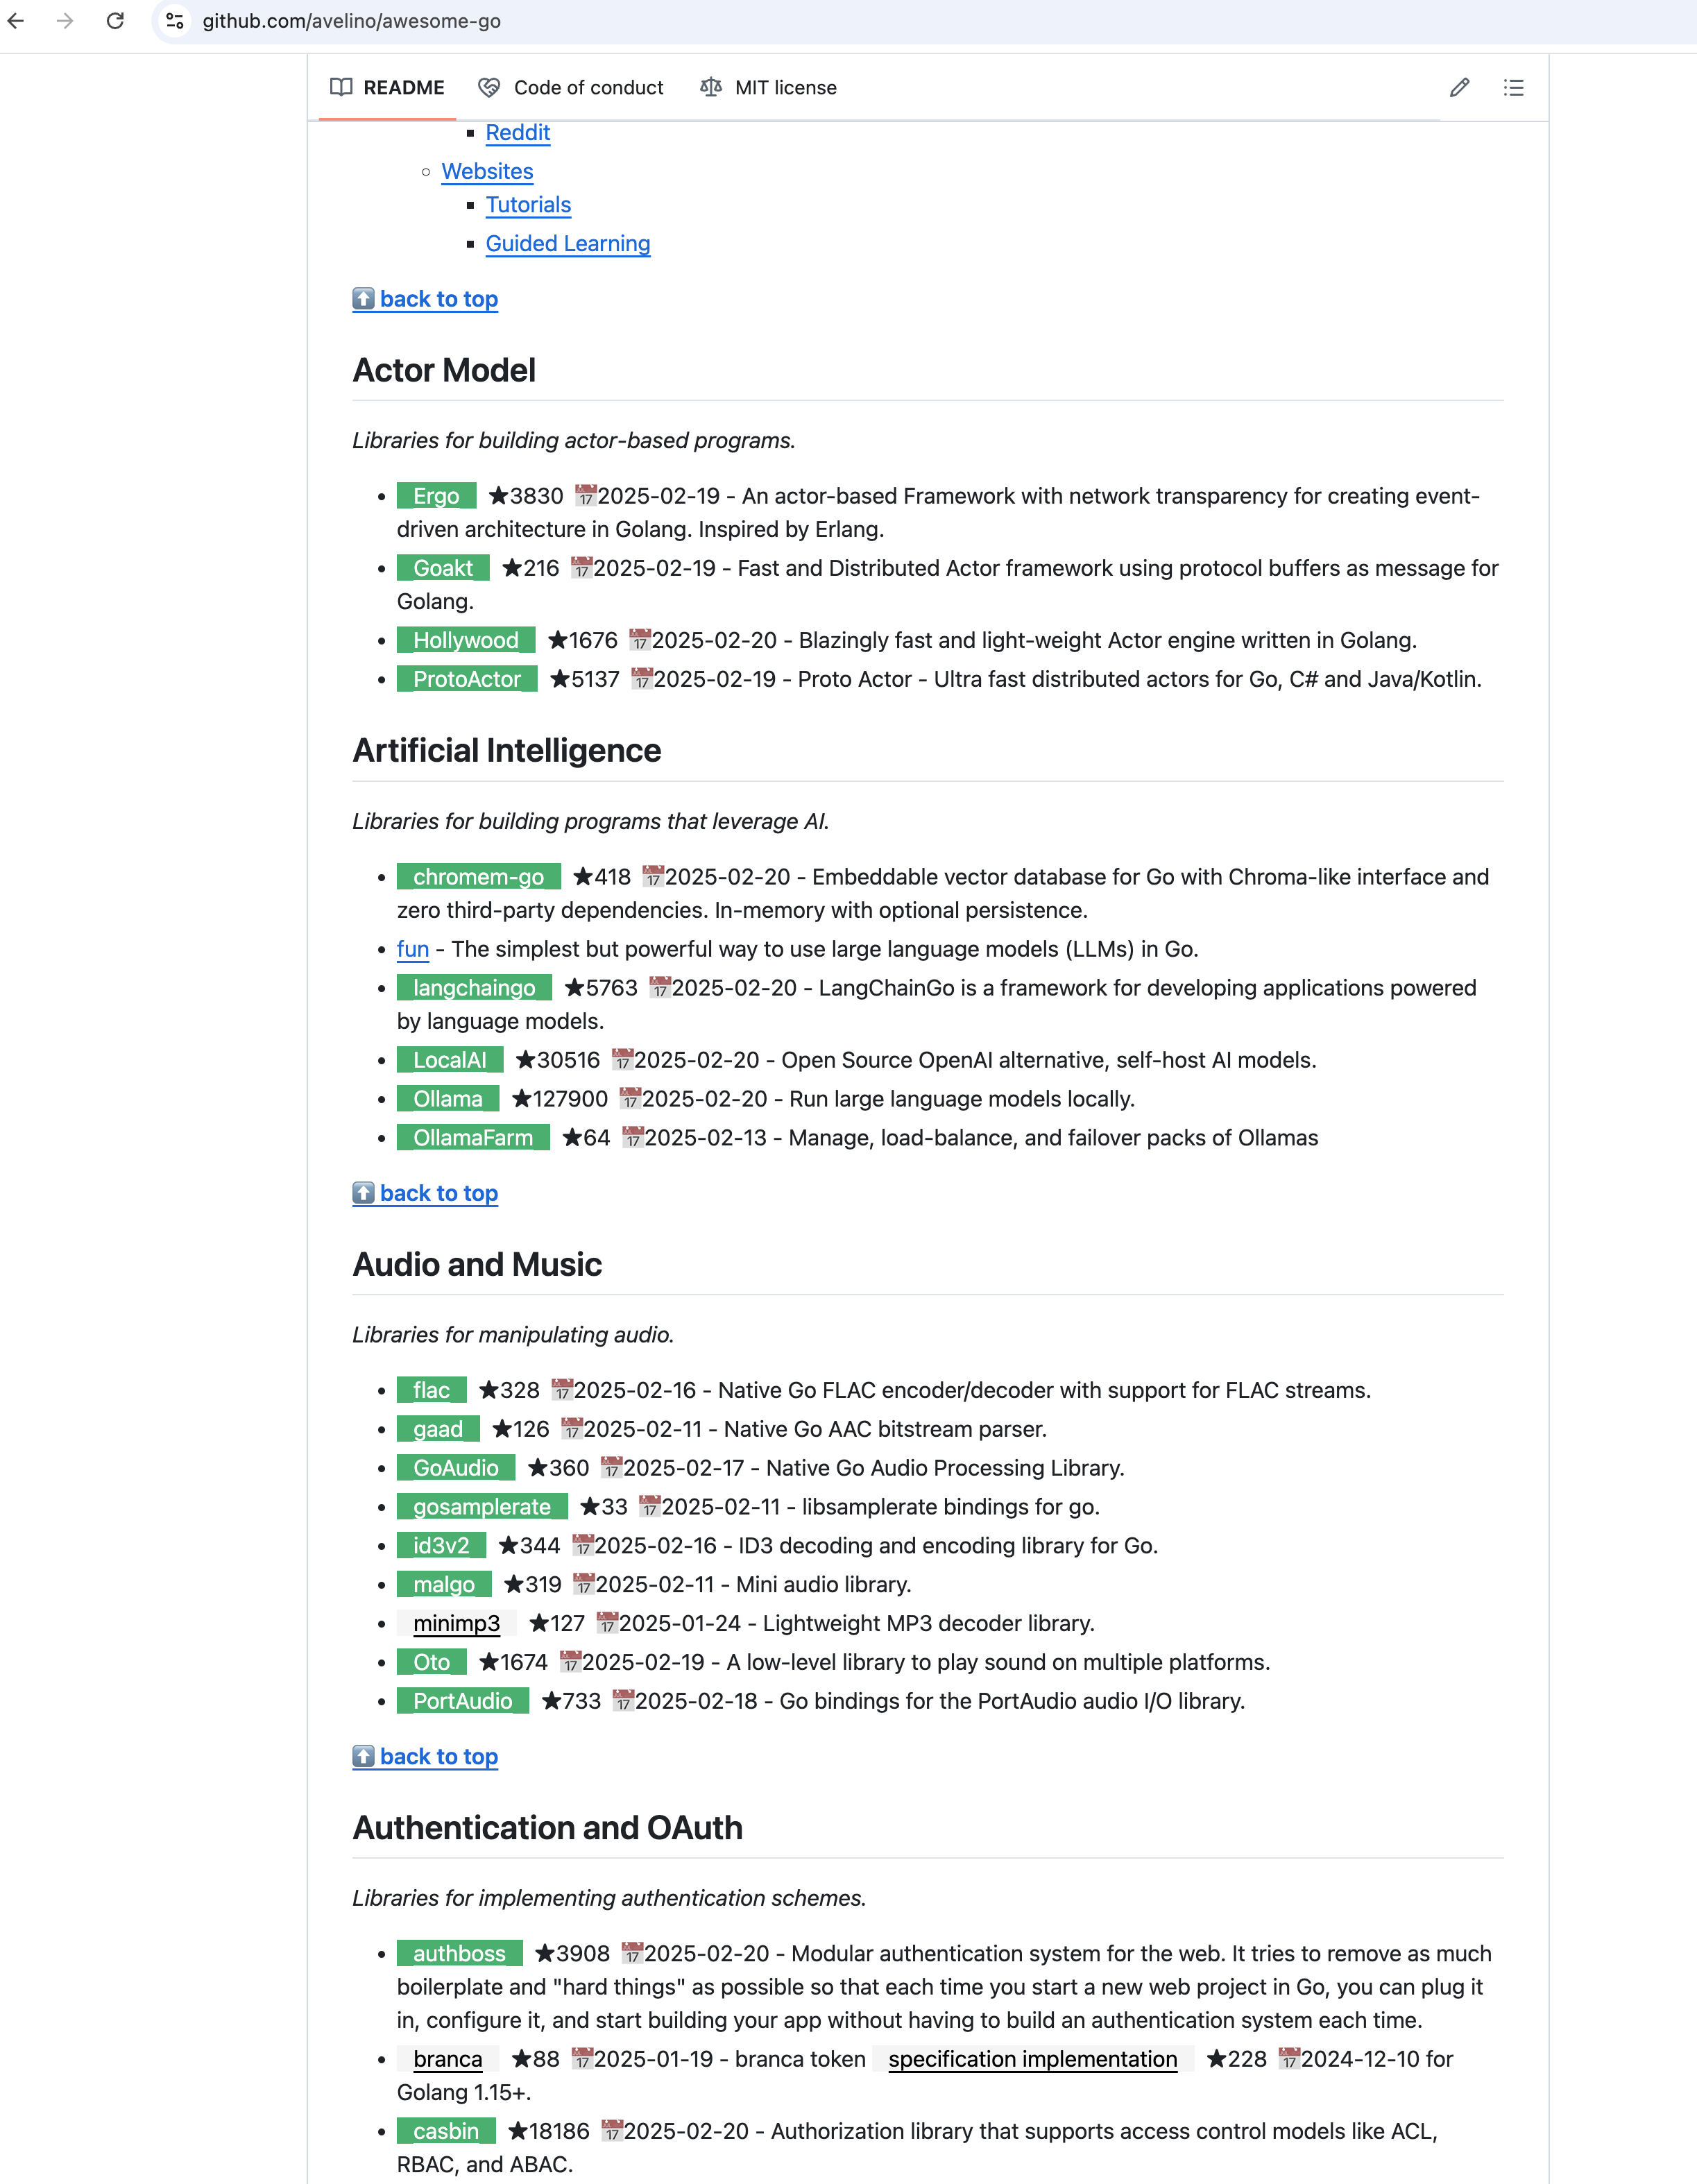 github.com/avelino/awesome-go
README
Code of conduct
MIT license
Reddit
Websites
Tutorials
Guided Learning
back to top
Actor Model
Libraries for building actor-based programs.
Ergo ★3830 📅2025-02-19 - An actor-based Framework with network transparency for creating event-
driven architecture in Golang. Inspired by Erlang.
Goakt ★216 📅2025-02-19 - Fast and Distributed Actor framework using protocol buffers as message for
Golang.
Hollywood ★1676 📅2025-02-20 - Blazingly fast and light-weight Actor engine written in Golang.
ProtoActor ★5137 📅2025-02-19 - Proto Actor - Ultra fast distributed actors for Go, C# and Java/Kotlin.
Artificial Intelligence
Libraries for building programs that leverage AI.
chromem-go ★418 📅2025-02-20 - Embeddable vector database for Go with Chroma-like interface and
zero third-party dependencies. In-memory with optional persistence.
fun - The simplest but powerful way to use large language models (LLMs) in Go.
langchaingo ★5763 📅2025-02-20 - LangChainGo is a framework for developing applications powered
by language models.
LocalAI ★30516 📅2025-02-20 - Open Source OpenAI alternative, self-host AI models.
Ollama ★127900 📅2025-02-20 - Run large language models locally.
OllamaFarm ★64 📅2025-02-13 - Manage, load-balance, and failover packs of Ollamas
back to top
Audio and Music
Libraries for manipulating audio.
flac ★328 📅2025-02-16 - Native Go FLAC encoder/decoder with support for FLAC streams.
gaad ★126 📅2025-02-11 - Native Go AAC bitstream parser.
GoAudio ★360 📅2025-02-17 - Native Go Audio Processing Library.
gosamplerate ★33 📅2025-02-11 - libsamplerate bindings for go.
id3v2 ★344 📅2025-02-16 - ID3 decoding and encoding library for Go.
malgo ★319 📅2025-02-11 - Mini audio library.
minimp3 ★127 📅2025-01-24 - Lightweight MP3 decoder library.
Oto ★1674 📅2025-02-19 - A low-level library to play sound on multiple platforms.
PortAudio ★733 📅2025-02-18 - Go bindings for the PortAudio audio I/O library.
back to top
Authentication and OAuth
Libraries for implementing authentication schemes.
authboss ★3908 📅2025-02-20 - Modular authentication system for the web. It tries to remove as much
boilerplate and "hard things" as possible so that each time you start a new web project in Go, you can plug it
in, configure it, and start building your app without having to build an authentication system each time.
branca ★88 📅2025-01-19 - branca token specification implementation ★228 📅2024-12-10 for
Golang 1.15+.
casbin ★18186 📅2025-02-20 - Authorization library that supports access control models like ACL,
RBAC, and ABAC.